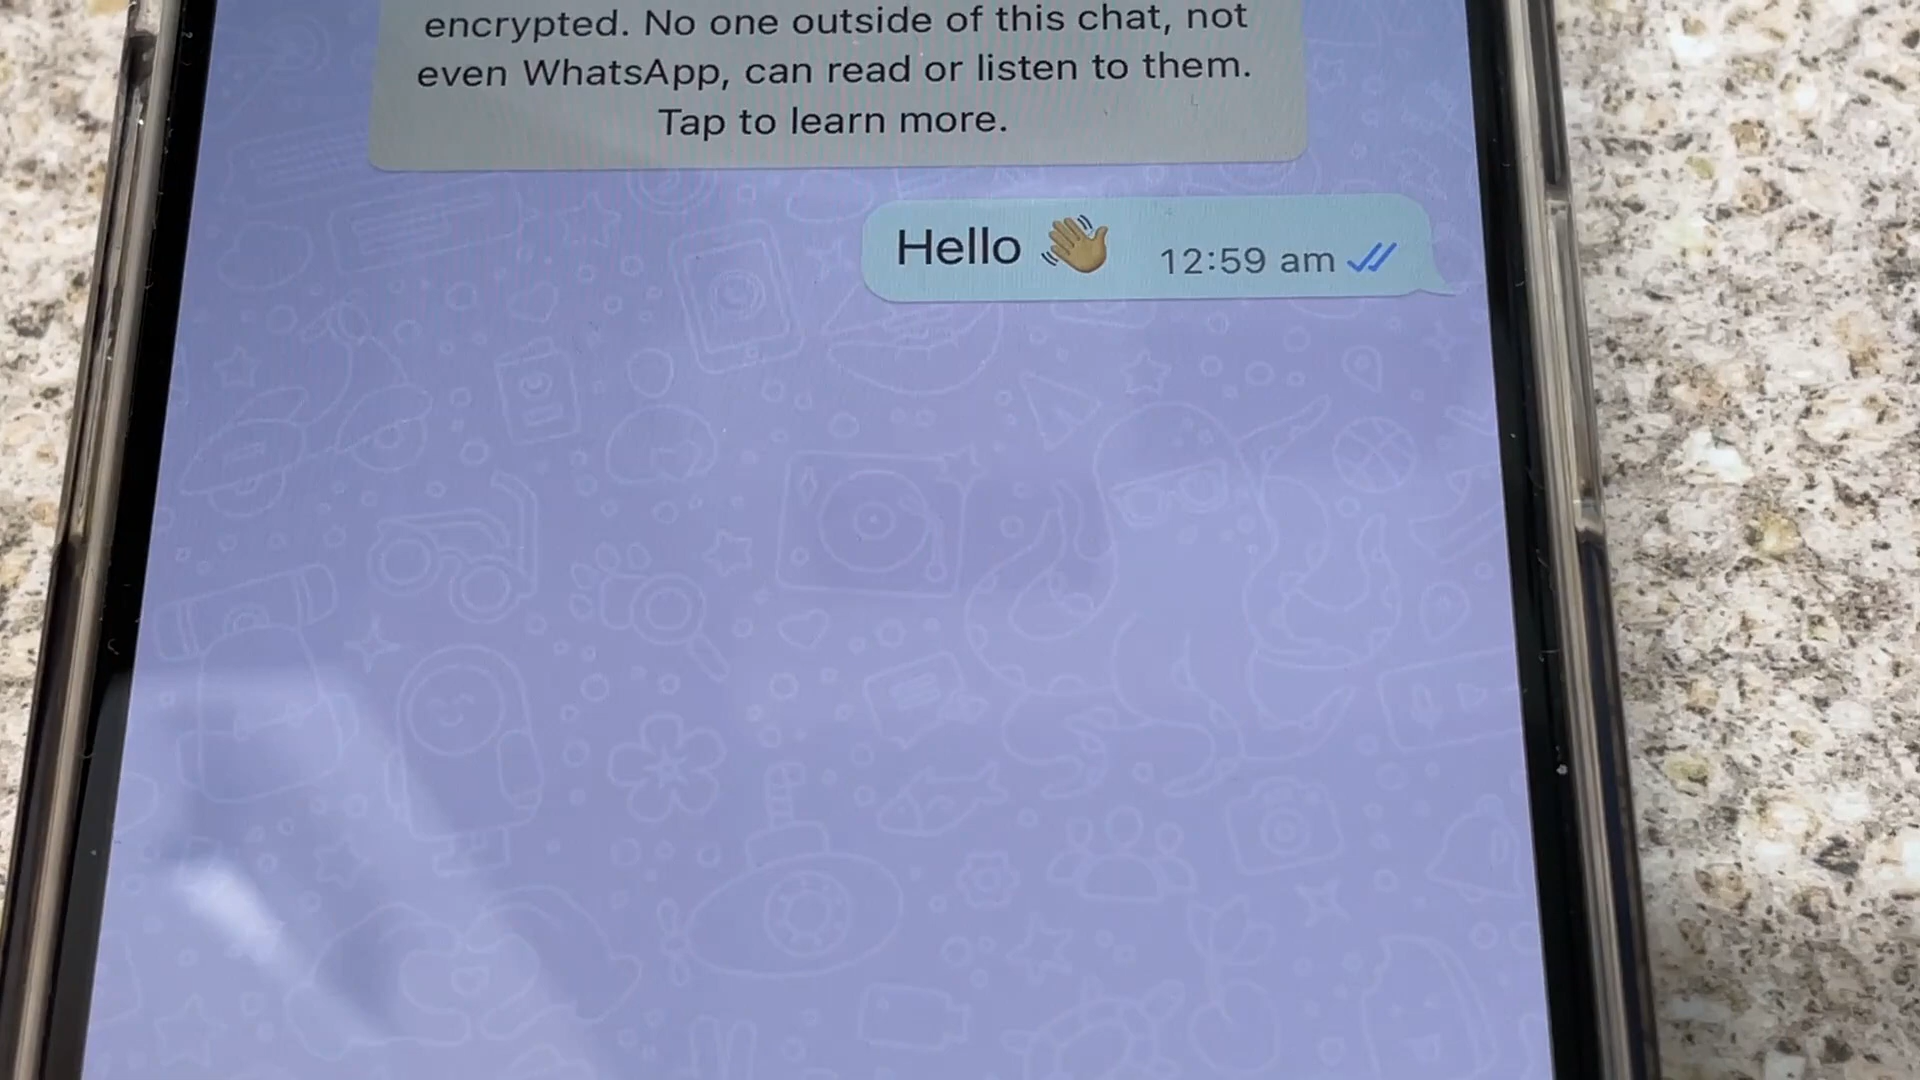 encrypted. No one outside of this chat, not
even WhatsApp, can read or listen to them.
Tap to learn more.
Hello 👋🏽 12:59 am